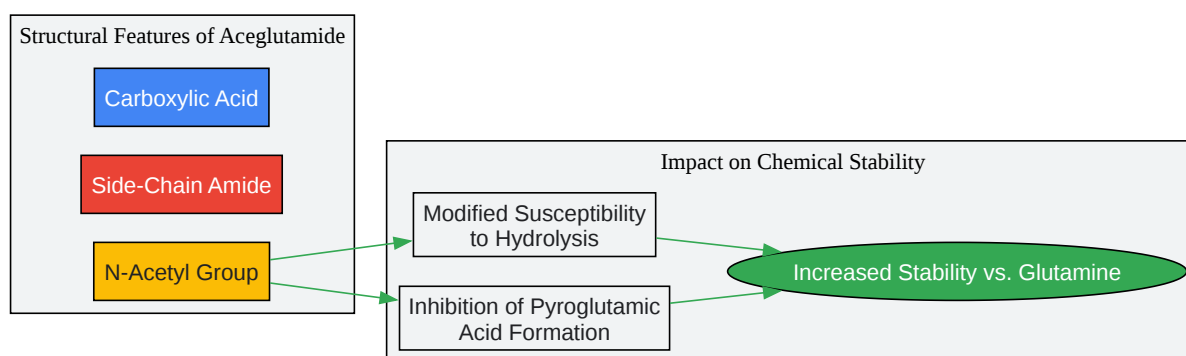 Structural Features of Aceglutamide
Carboxylic Acid
Side-Chain Amide
N-Acetyl Group
Impact on Chemical Stability
Modified Susceptibility
to Hydrolysis
Inhibition of Pyroglutamic
Acid Formation
Increased Stability vs. Glutamine